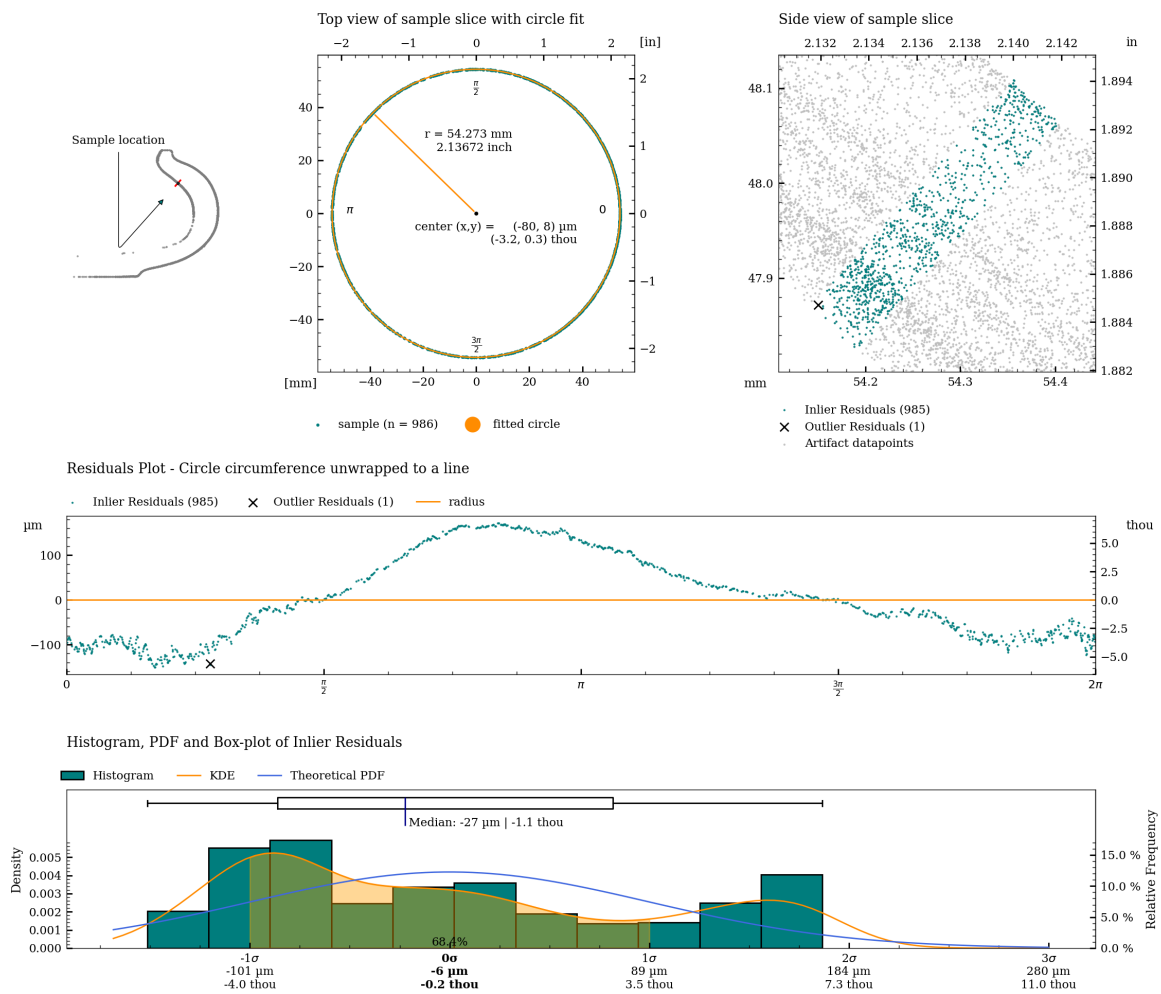 Top view of sample slice with circle fit
Side view of sample slice
−2 −1 0 1 2 [in]
2.132 2.134 2.136 2.138 2.140 2.142 in
Sample location
40
20
0
−20
−40
[mm]
−40 −20 0 20 40
2
1
0
−1
−2
π/2
π
0
3π/2
r = 54.273 mm
2.13672 inch
center (x,y) = (-80, 8) µm
(-3.2, 0.3) thou
48.1
48.0
47.9
mm
54.2 54.3 54.4
1.894
1.892
1.890
1.888
1.886
1.884
1.882
sample (n = 986) fitted circle
Inlier Residuals (985)
Outlier Residuals (1)
Artifact datapoints
Residuals Plot - Circle circumference unwrapped to a line
Inlier Residuals (985) Outlier Residuals (1) radius
µm
thou
100
0
−100
5.0
2.5
0.0
−2.5
−5.0
0 π/2 π 3π/2 2π
Histogram, PDF and Box-plot of Inlier Residuals
Histogram KDE Theoretical PDF
Median: -27 µm | -1.1 thou
Density
0.005
0.004
0.003
0.002
0.001
0.000
Relative Frequency
15.0 %
10.0 %
5.0 %
0.0 %
68.4%
-1σ 0σ 1σ 2σ 3σ
-101 µm -6 µm 89 µm 184 µm 280 µm
-4.0 thou -0.2 thou 3.5 thou 7.3 thou 11.0 thou